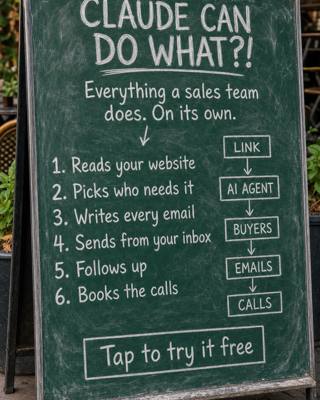 CLAUDE CAN
DO WHAT?!
Everything a sales team
does. On its own.
1. Reads your website
2. Picks who needs it
3. Writes every email
4. Sends from your inbox
5. Follows up
6. Books the calls
LINK
AI AGENT
BUYERS
EMAILS
CALLS
Tap to try it free